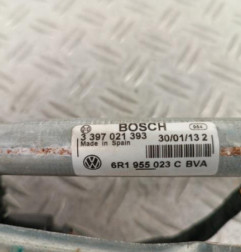 BOSCH
3 397 021 393 30/01/13 2
Made in Spain
6R1 955 023 C BVA